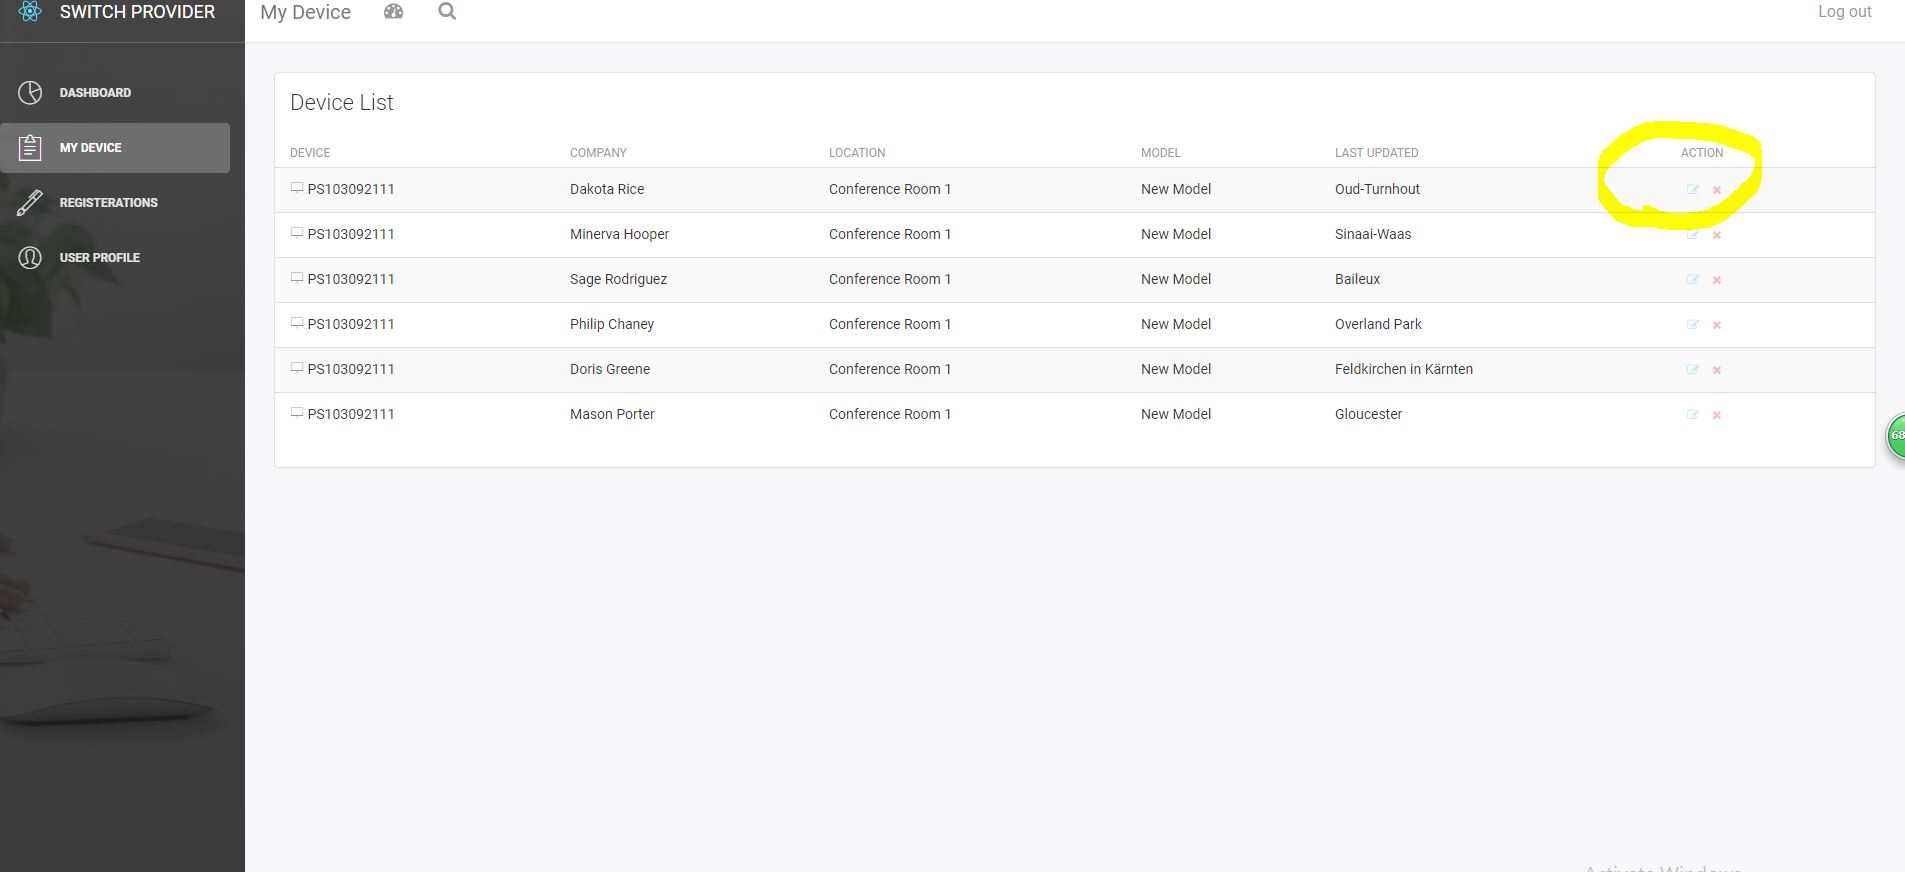 SWITCH PROVIDER
My Device
Log out
DASHBOARD
MY DEVICE
REGISTERATIONS
USER PROFILE
Device List
DEVICE COMPANY LOCATION MODEL LAST UPDATED ACTION
PS103092111 Dakota Rice Conference Room 1 New Model Oud-Turnhout
PS103092111 Minerva Hooper Conference Room 1 New Model Sinaai-Waas
PS103092111 Sage Rodriguez Conference Room 1 New Model Baileux
PS103092111 Philip Chaney Conference Room 1 New Model Overland Park
PS103092111 Doris Greene Conference Room 1 New Model Feldkirchen in Kärnten
PS103092111 Mason Porter Conference Room 1 New Model Gloucester
68
Activate Windows